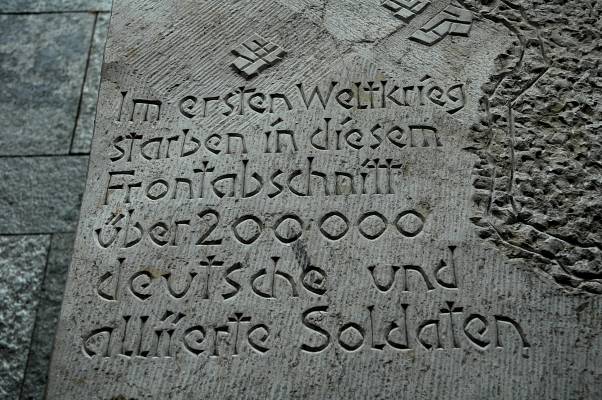 Im ersten Weltkrieg
starben in diesem
Frontabschnitt
über 200·000
deutsche und
alliierte Soldaten